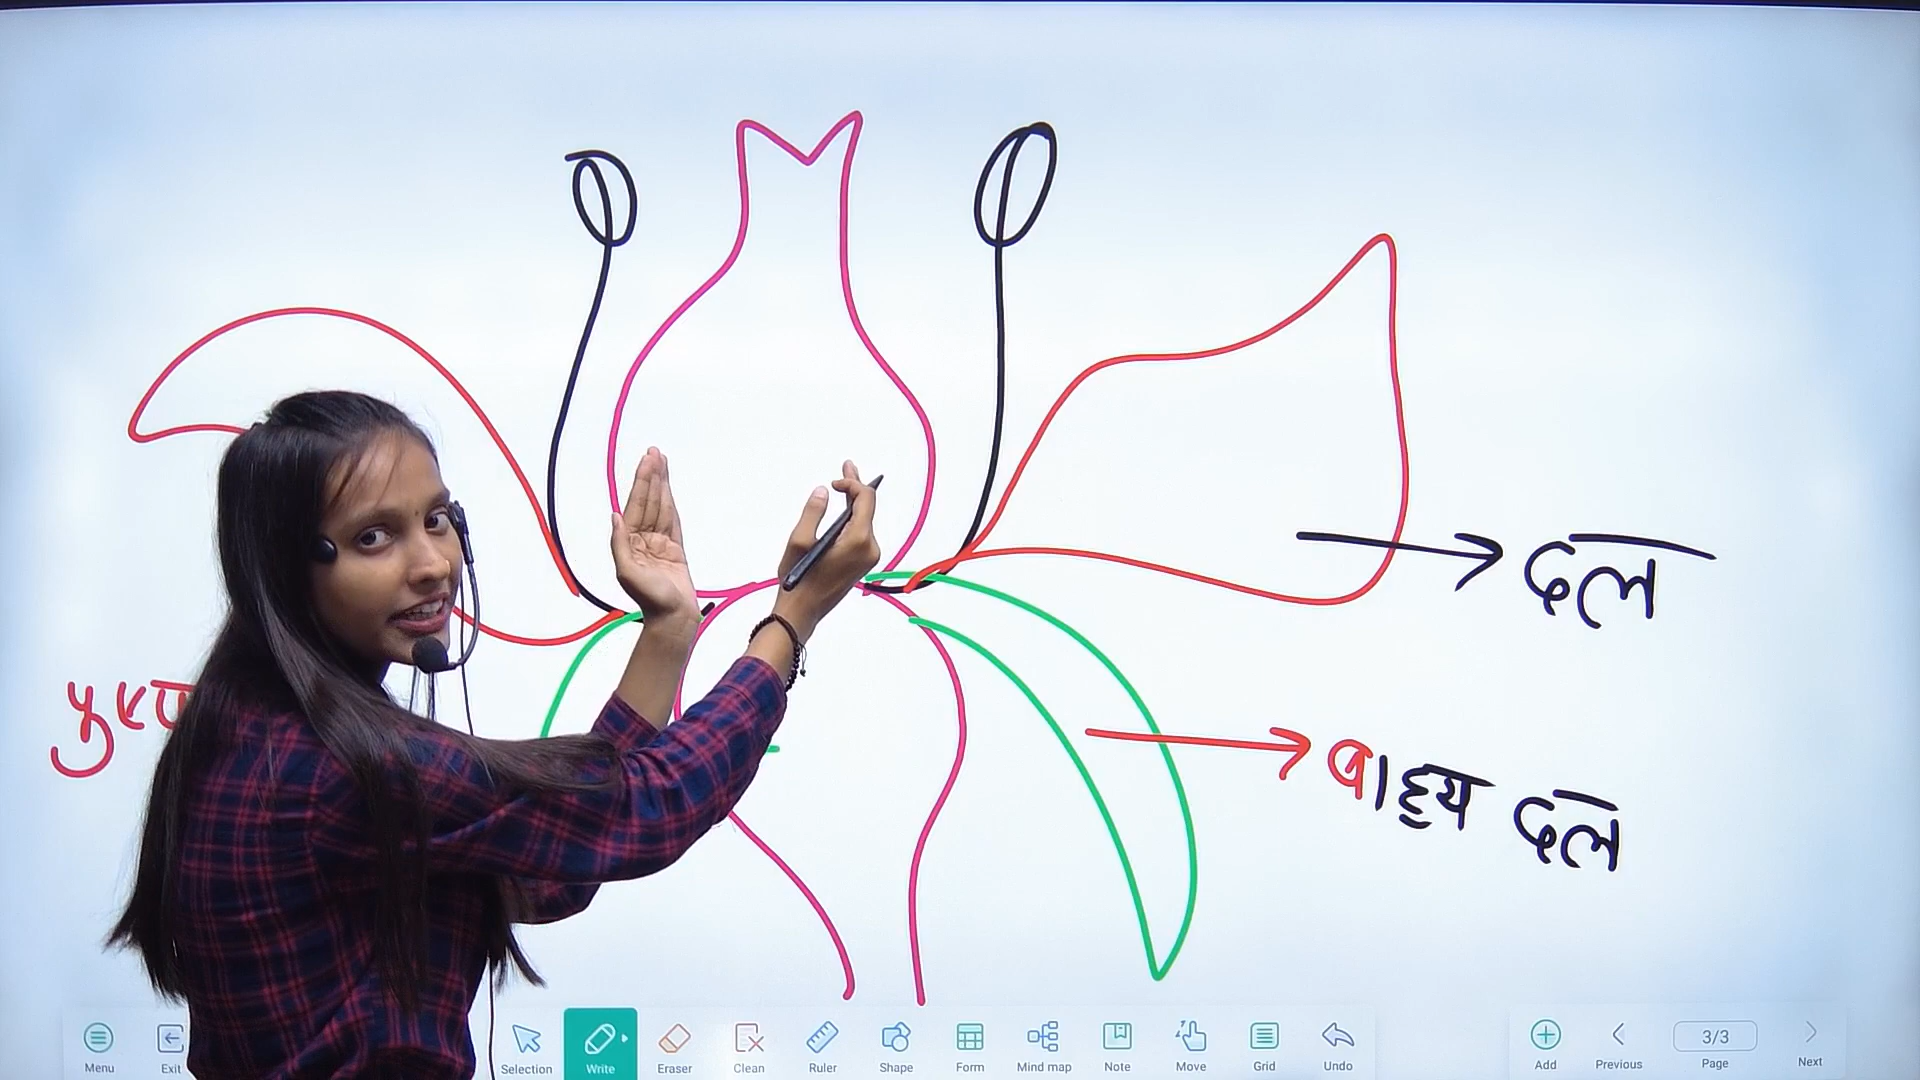 दल
बाह्य दल
Menu
Exit
Selection
Write
Eraser
Clean
Ruler
Shape
Form
Mind map
Note
Move
Grid
Undo
Add
Previous
3/3
Page
Next